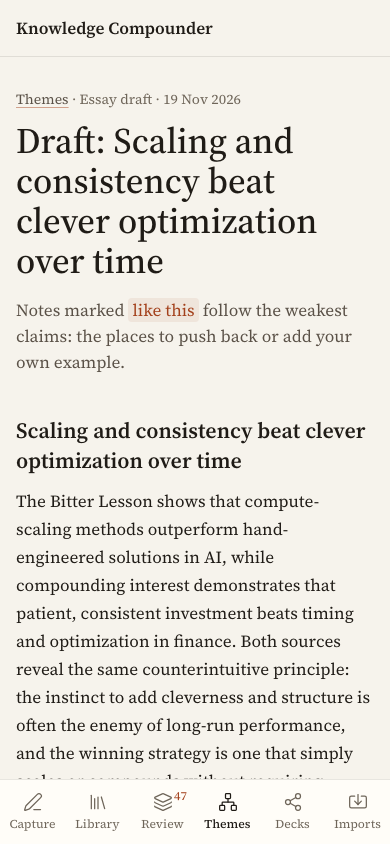 Knowledge Compounder
Themes · Essay draft · 19 Nov 2026
Draft: Scaling and
consistency beat
clever optimization
over time
Notes marked like this follow the weakest
claims: the places to push back or add your
own example.
Scaling and consistency beat clever
optimization over time
The Bitter Lesson shows that compute-
scaling methods outperform hand-
engineered solutions in AI, while
compounding interest demonstrates that
patient, consistent investment beats timing
and optimization in finance. Both sources
reveal the same counterintuitive principle:
the instinct to add cleverness and structure is
often the enemy of long-run performance,
and the winning strategy is one that simply
47
Capture Library Review Themes Decks Imports